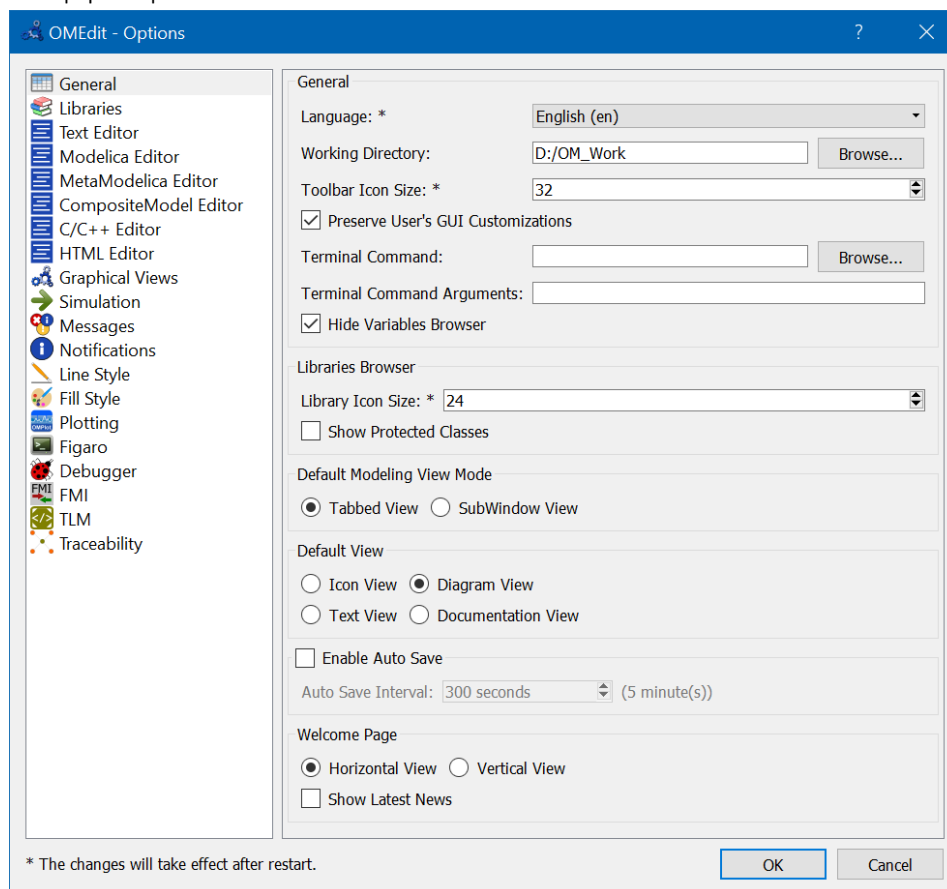 OMEdit - Options
General
Libraries
Text Editor
Modelica Editor
MetaModelica Editor
CompositeModel Editor
C/C++ Editor
HTML Editor
Graphical Views
Simulation
Messages
Notifications
Line Style
Fill Style
Plotting
Figaro
Debugger
FMI
TLM
Traceability
General
Language: * English (en)
Working Directory: D:/OM_Work Browse...
Toolbar Icon Size: * 32
Preserve User's GUI Customizations
Terminal Command: Browse...
Terminal Command Arguments:
Hide Variables Browser
Libraries Browser
Library Icon Size: * 24
Show Protected Classes
Default Modeling View Mode
Tabbed View SubWindow View
Default View
Icon View Diagram View
Text View Documentation View
Enable Auto Save
Auto Save Interval: 300 seconds (5 minute(s))
Welcome Page
Horizontal View Vertical View
Show Latest News
* The changes will take effect after restart. OK Cancel